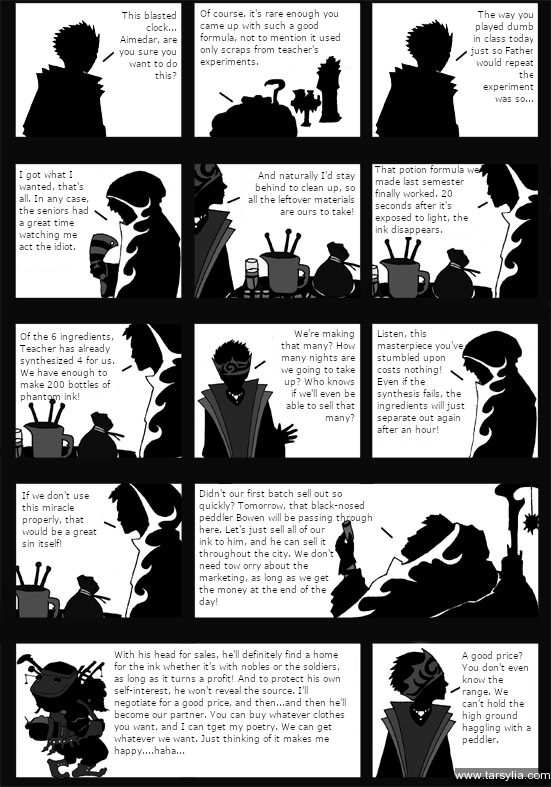 This blasted
clock...
Aimedar, are
you sure you
want to do
this?
Of course. it's rare enough you
came up with such a good
formula, not to mention it used
only scraps from teacher's
experiments.
The way you
played dumb
in class today
just so Father
would repeat
the
experiment
was so...
I got what I
wanted, that's
all. In any case,
the seniors had
a great time
watching me
act the idiot.
And naturally I'd stay
behind to clean up, so
all the leftover materials
are ours to take!
That potion formula we
made last semester
finally worked. 20
seconds after it's
exposed to light, the
ink disappears.
Of the 6 ingredients,
Teacher has already
synthesized 4 for us.
We have enough to
make 200 bottles of
phantom ink!
We're making
that many? How
many nights are
we going to take
up? Who knows
if we'll even be
able to sell that
many?
Listen, this
masterpiece you've
stumbled upon
costs nothing!
Even if the
synthesis fails, the
ingredients will just
separate out again
after an hour!
If we don't use
this miracle
properly, that
would be a great
sin itself!
Didn't our first batch sell out so
quickly? Tomorrow, that black-nosed
peddler Bowen will be passing through
here. Let's just sell all of our
ink to him, and he can sell it
throughout the city. We don't
need tow orry about the
marketing, as long as we get
the money at the end of the
day!
With his head for sales, he'll definitely find a home
for the ink whether it's with nobles or the soldiers,
as long as it turns a profit! And to protect his own
self-interest, he won't reveal the source. I'll
negotiate for a good price, and then...and then he'll
become our partner. You can buy whatever clothes
you want, and I can tget my poetry. We can get
whatever we want. Just thinking of it makes me
happy....haha...
A good price?
You don't even
know the
range. We
can't hold the
high ground
haggling with a
peddler.
www.tarsylia.com